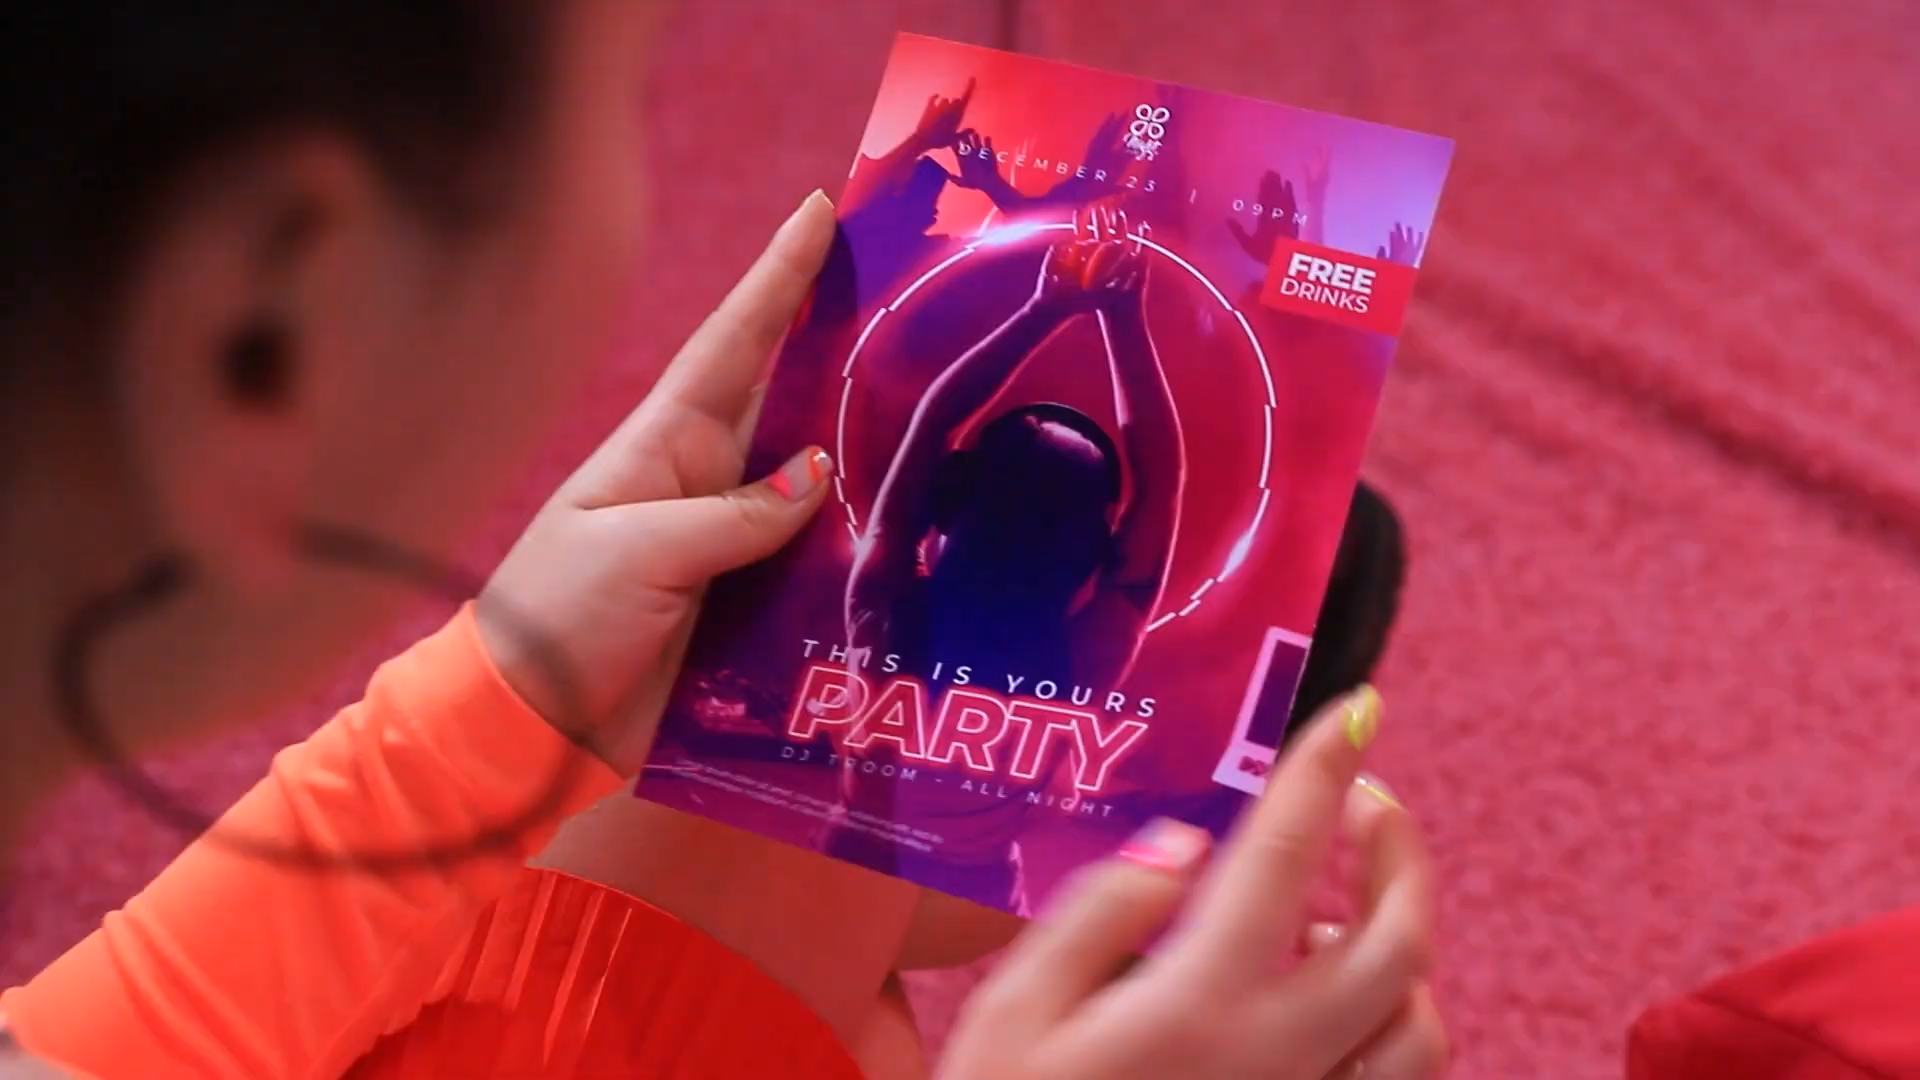 DECEMBER 23 | 09PM
FREE
DRINKS
THIS IS YOURS
PARTY
DJ TROOM - ALL NIGHT